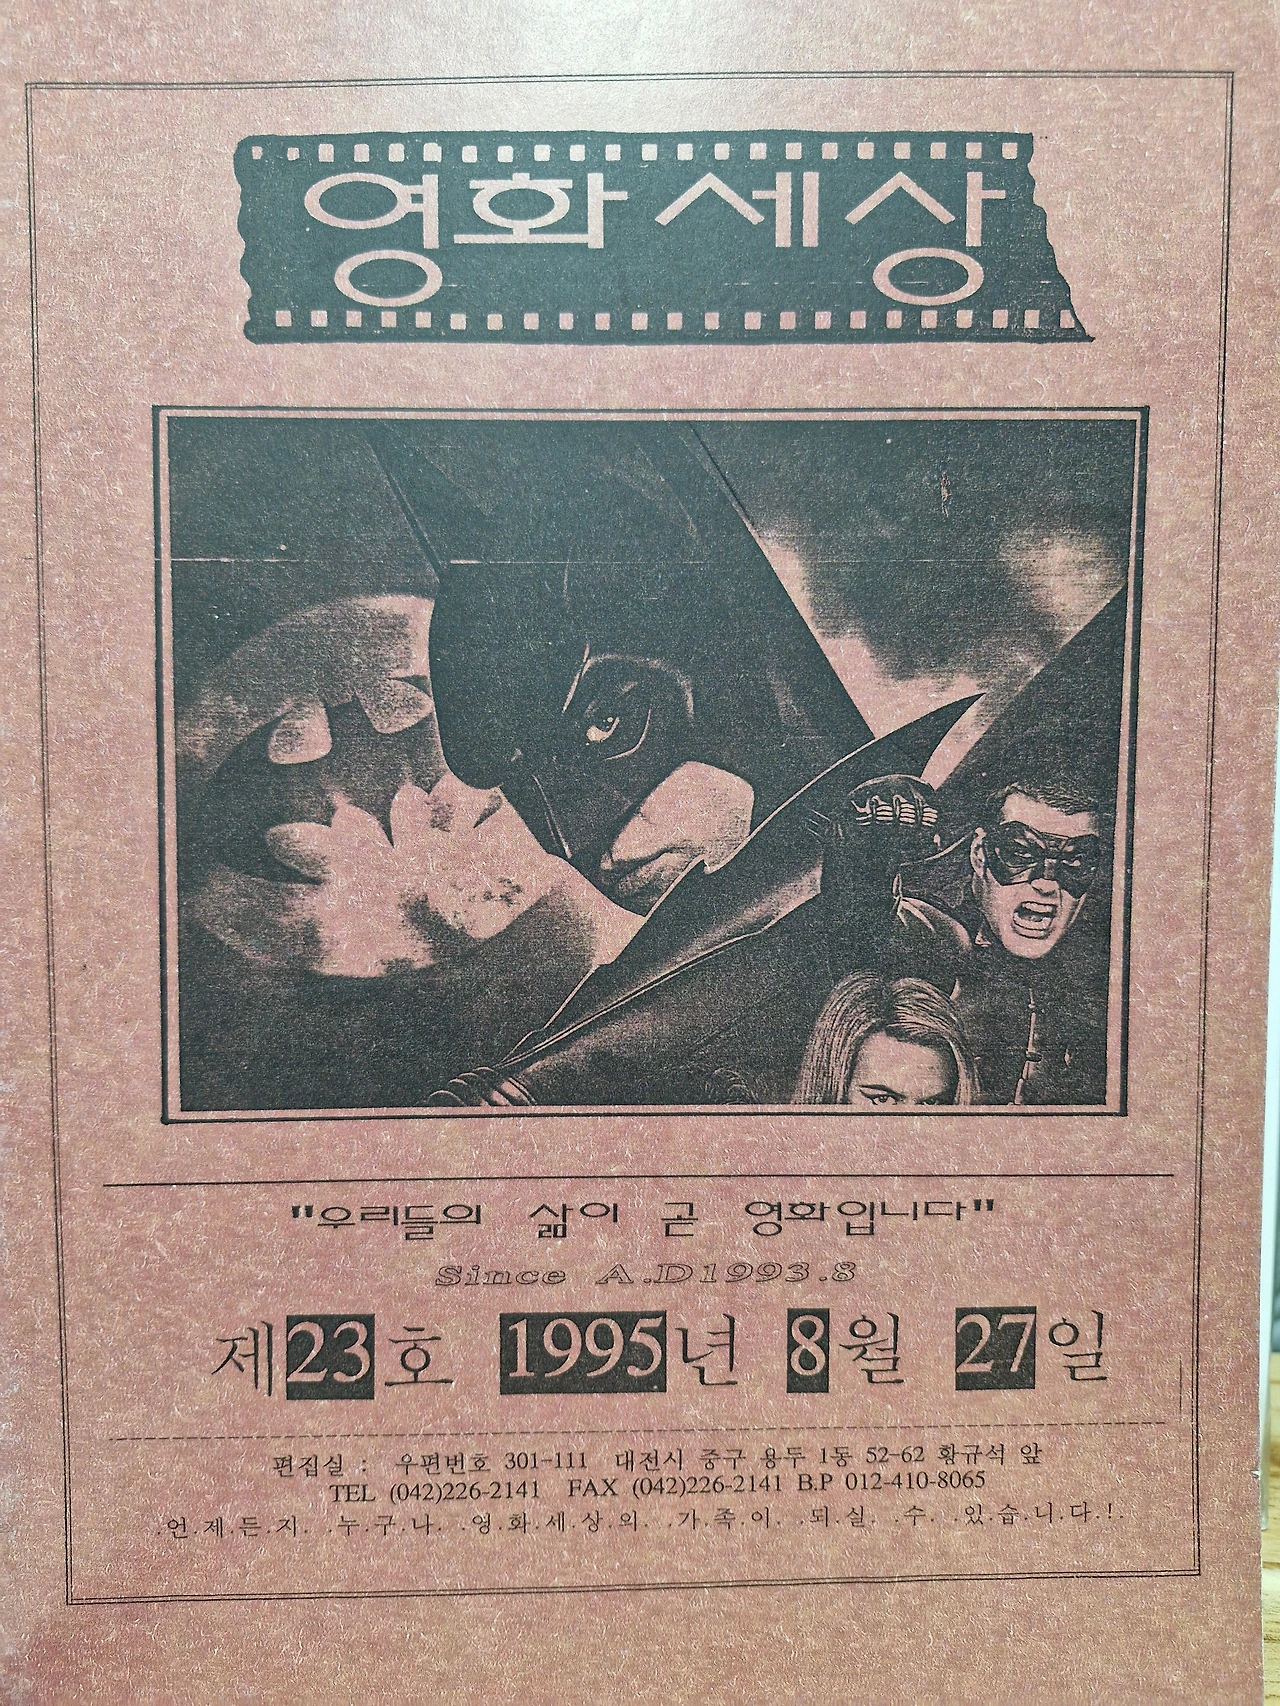 영화세상
"우리들의 삶이 곧 영화입니다"
Since A.D1993.8
제23호 1995년 8월 27일
편집실 : 우편번호 301-111 대전시 중구 용두 1동 52-62 황규석 앞
TEL (042)226-2141 FAX (042)226-2141 B.P 012-410-8065
.언.제.든.지. .누.구.나. .영.화.세.상.의. .가.족.이. .되.실. .수. .있.습.니.다.!.